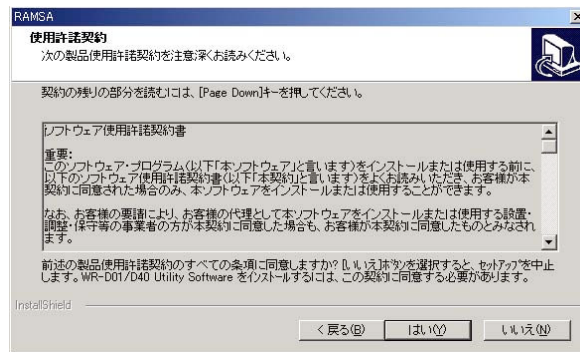 RAMSA
使用許諾契約
次の製品使用許諾契約を注意深くお読みください。
契約の残りの部分を読むには、[Page Down]キーを押してください。
ソフトウェア使用許諾契約書
重要:
このソフトウェア・プログラム(以下「本ソフトウェア」と言います)をインストールまたは使用する前に、
以下のソフトウェア使用許諾契約書(以下「本契約」と言います)をよくお読みいただき、お客様が本
契約に同意された場合のみ、本ソフトウェアをインストールまたは使用することができます。
なお、お客様の要請により、お客様の代理として本ソフトウェアをインストールまたは使用する設置・
調整・保守等の事業者の方が本契約に同意した場合も、お客様が本契約に同意したものとみなされ
ます。
前述の製品使用許諾契約のすべての条項に同意しますか? [いいえ]ボタンを選択すると、セットアップを中止
します。WR-D01/D40 Utility Software をインストールするには、この契約に同意する必要があります。
InstallShield
< 戻る(B)
はい(Y)
いいえ(N)